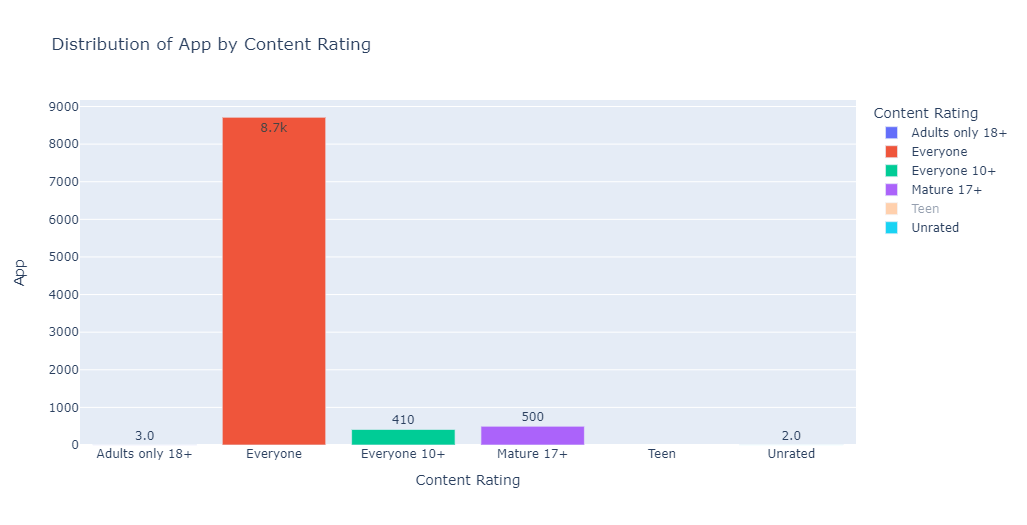 Distribution of App by Content Rating
9000
8000
7000
6000
5000
4000
3000
2000
1000
0
App
3.0
8.7k
410
500
2.0
Adults only 18+
Everyone
Everyone 10+
Mature 17+
Teen
Unrated
Content Rating
Content Rating
Adults only 18+
Everyone
Everyone 10+
Mature 17+
Teen
Unrated